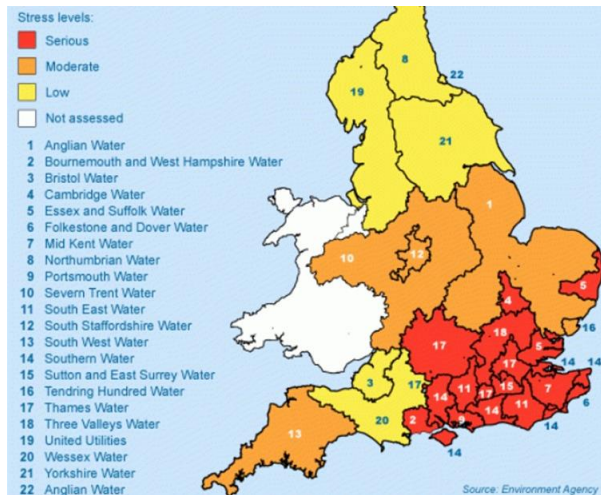 Stress levels:
Serious
Moderate
Low
Not assessed
1 Anglian Water
2 Bournemouth and West Hampshire Water
3 Bristol Water
4 Cambridge Water
5 Essex and Suffolk Water
6 Folkestone and Dover Water
7 Mid Kent Water
8 Northumbrian Water
9 Portsmouth Water
10 Severn Trent Water
11 South East Water
12 South Staffordshire Water
13 South West Water
14 Southern Water
15 Sutton and East Surrey Water
16 Tendring Hundred Water
17 Thames Water
18 Three Valleys Water
19 United Utilities
20 Wessex Water
21 Yorkshire Water
22 Anglian Water
8
22
19
21
1
10
12
5
4
16
18
17
5
14
14
17
3
17
11
15
7
14
17
6
2
9
14
11
14
20
13
14
Source: Environment Agency